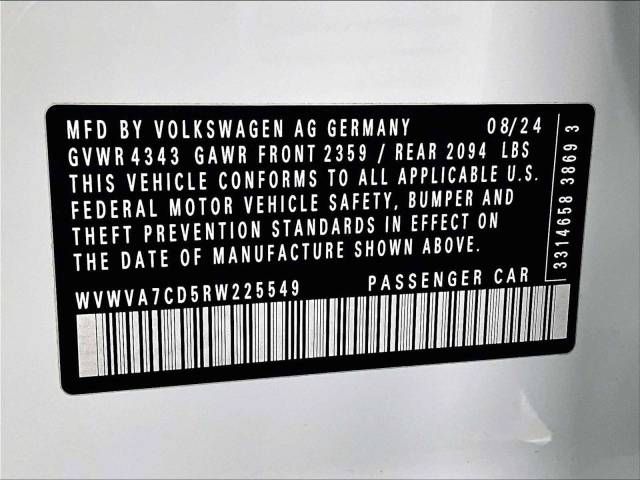 MFD BY VOLKSWAGEN AG GERMANY 08/24
GVWR 4343 GAWR FRONT 2359 / REAR 2094 LBS
THIS VEHICLE CONFORMS TO ALL APPLICABLE U.S.
FEDERAL MOTOR VEHICLE SAFETY, BUMPER AND
THEFT PREVENTION STANDARDS IN EFFECT ON
THE DATE OF MANUFACTURE SHOWN ABOVE.
WVWVA7CD5RW225549 PASSENGER CAR
3314658 3869 3